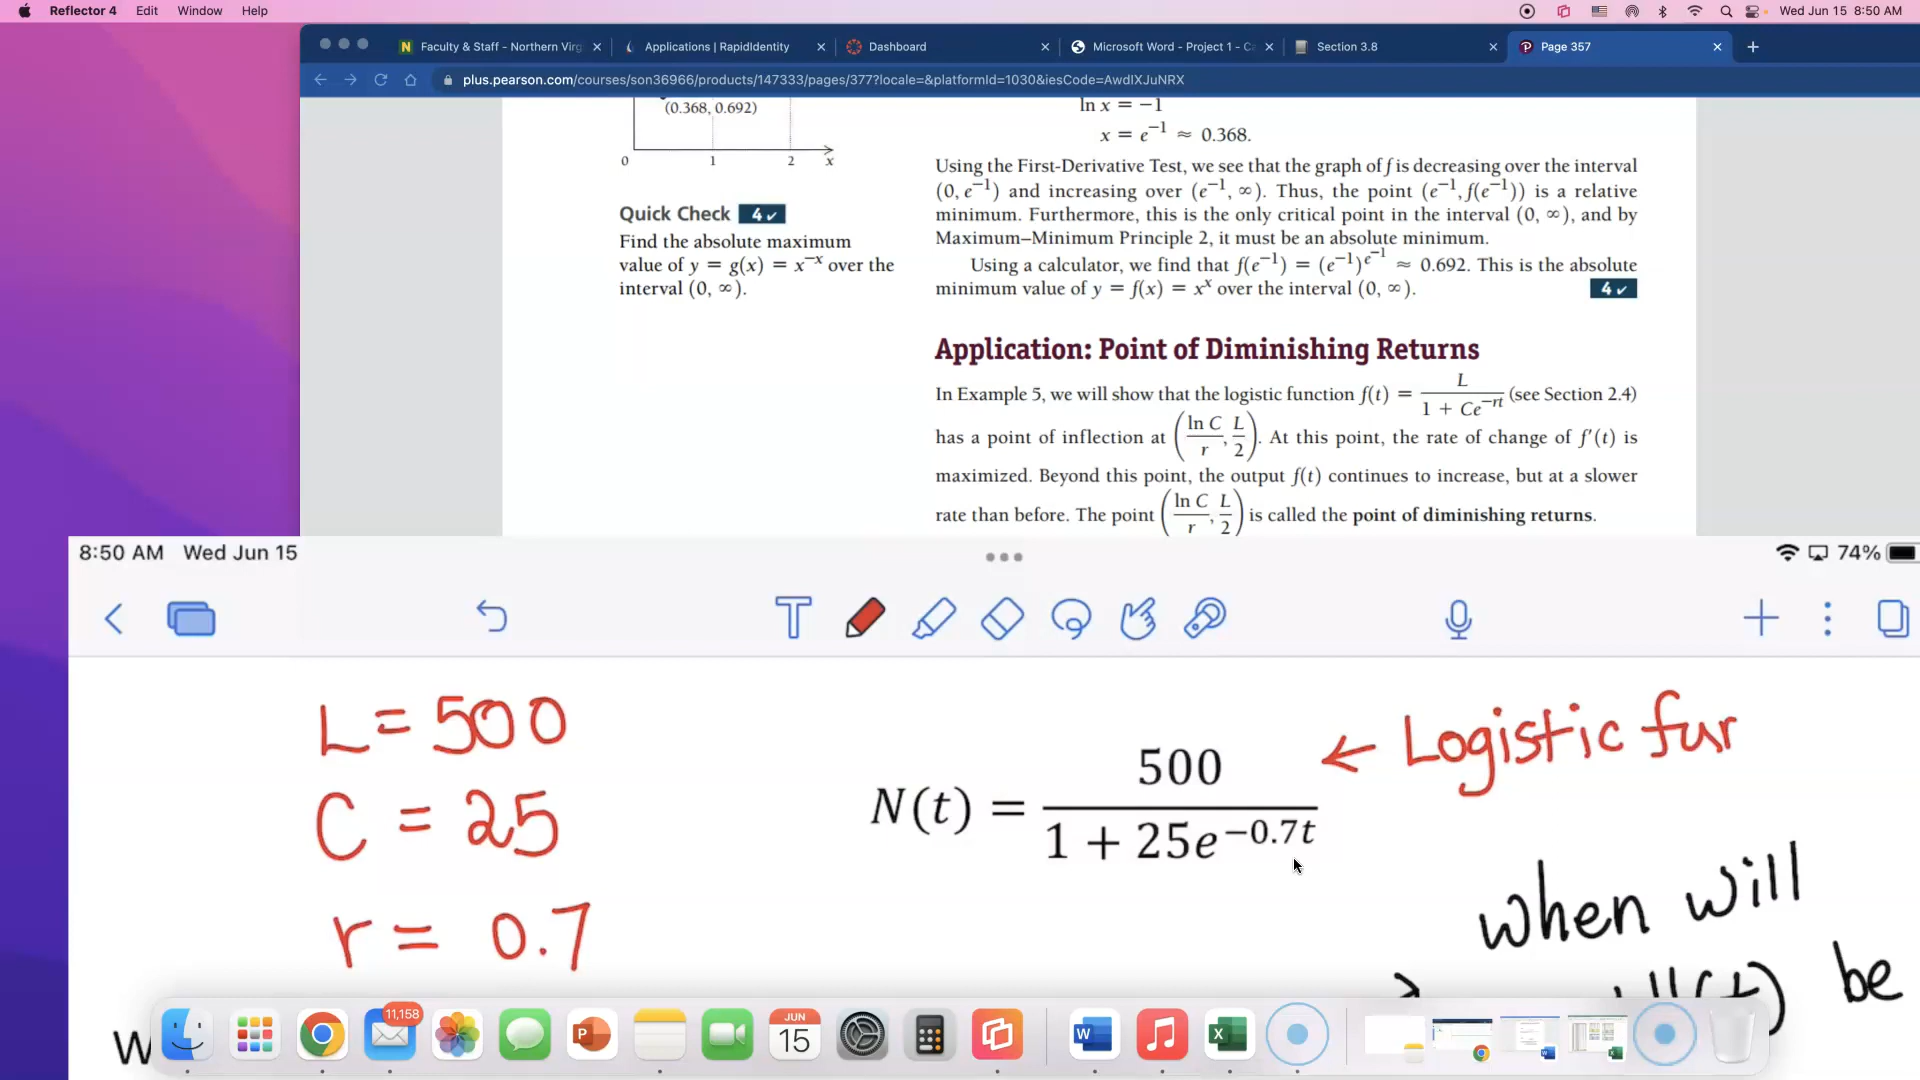 Reflector 4 Edit Window Help
Wed Jun 15 8:50 AM
Faculty & Staff - Northern Virg
Applications | RapidIdentity
Dashboard
Microsoft Word - Project 1 - Ca
Section 3.8
Page 357
plus.pearson.com/courses/son36966/products/147333/pages/377?locale=&platformId=1030&iesCode=AwdlXJuNRX
(0.368, 0.692)
0 1 2 x
Quick Check 4✓
Find the absolute maximum
value of y = g(x) = x^{-x} over the
interval (0, ∞).
ln x = −1
x = e^{-1} ≈ 0.368.
Using the First-Derivative Test, we see that the graph of f is decreasing over the interval
(0, e^{-1}) and increasing over (e^{-1}, ∞). Thus, the point (e^{-1}, f(e^{-1})) is a relative
minimum. Furthermore, this is the only critical point in the interval (0, ∞), and by
Maximum–Minimum Principle 2, it must be an absolute minimum.
Using a calculator, we find that f(e^{-1}) = (e^{-1})^{e^{-1}} ≈ 0.692. This is the absolute
minimum value of y = f(x) = x^x over the interval (0, ∞). 4✓
Application: Point of Diminishing Returns
In Example 5, we will show that the logistic function f(t) = L / (1 + Ce^{-rt}) (see Section 2.4)
has a point of inflection at (ln C / r, L / 2). At this point, the rate of change of f′(t) is
maximized. Beyond this point, the output f(t) continues to increase, but at a slower
rate than before. The point (ln C / r, L / 2) is called the point of diminishing returns.
8:50 AM Wed Jun 15
74%
L = 500
C = 25
r = 0.7
N(t) = 500 / (1 + 25e^{-0.7t})
← Logistic fun
when will
be
11,158
JUN
15